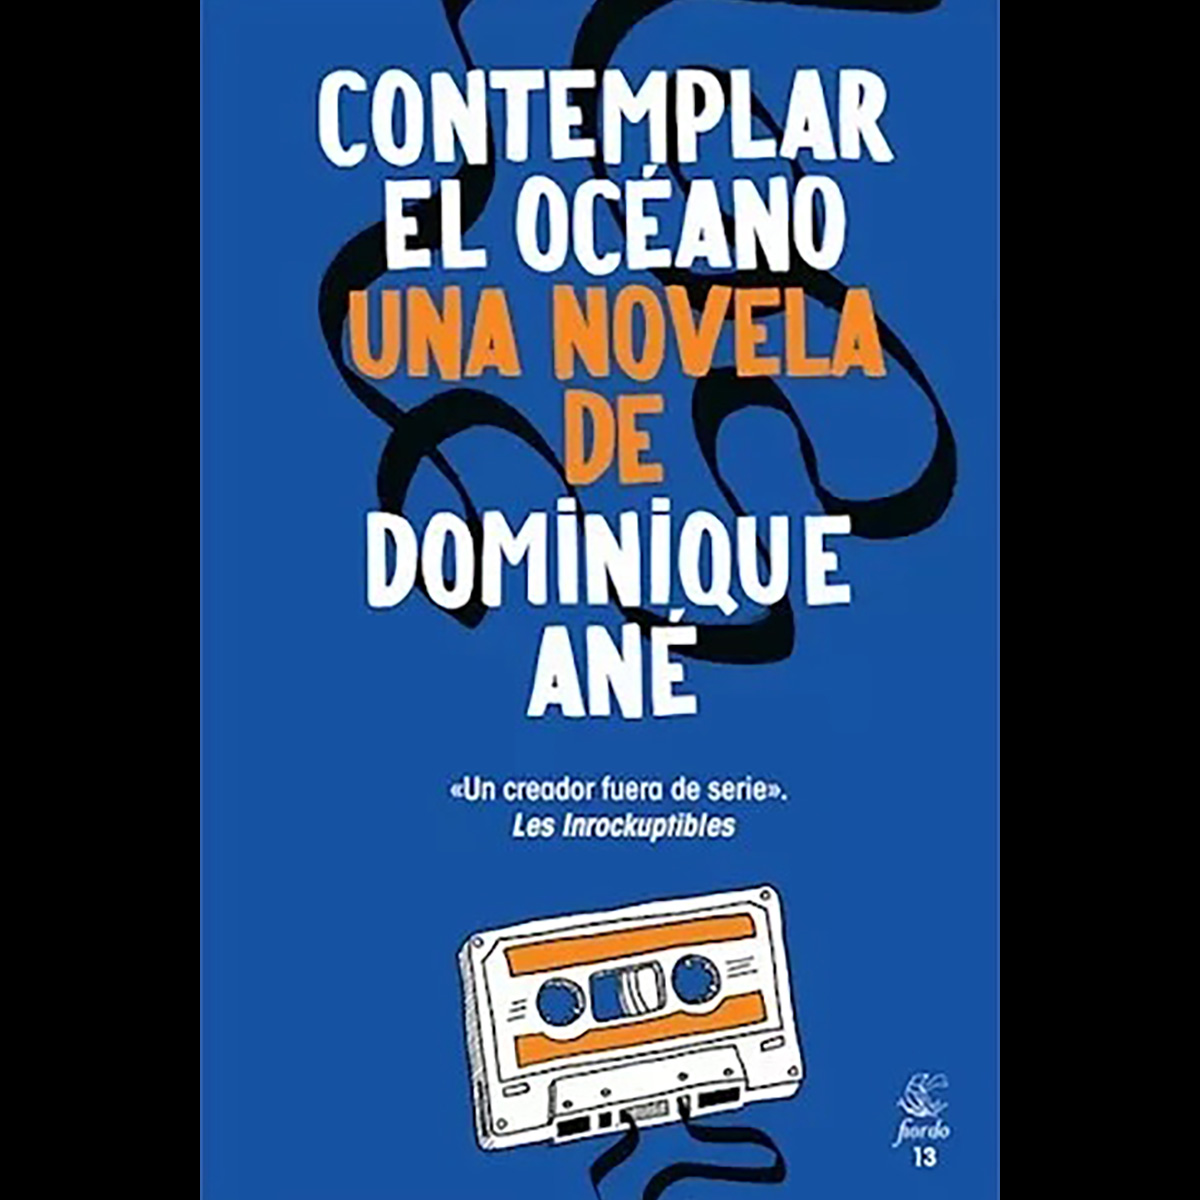 CONTEMPLAR
EL OCÉANO
UNA NOVELA
DE
DOMINIQUE
ANÉ
«Un creador fuera de serie».
Les Inrockuptibles
fiordo
13